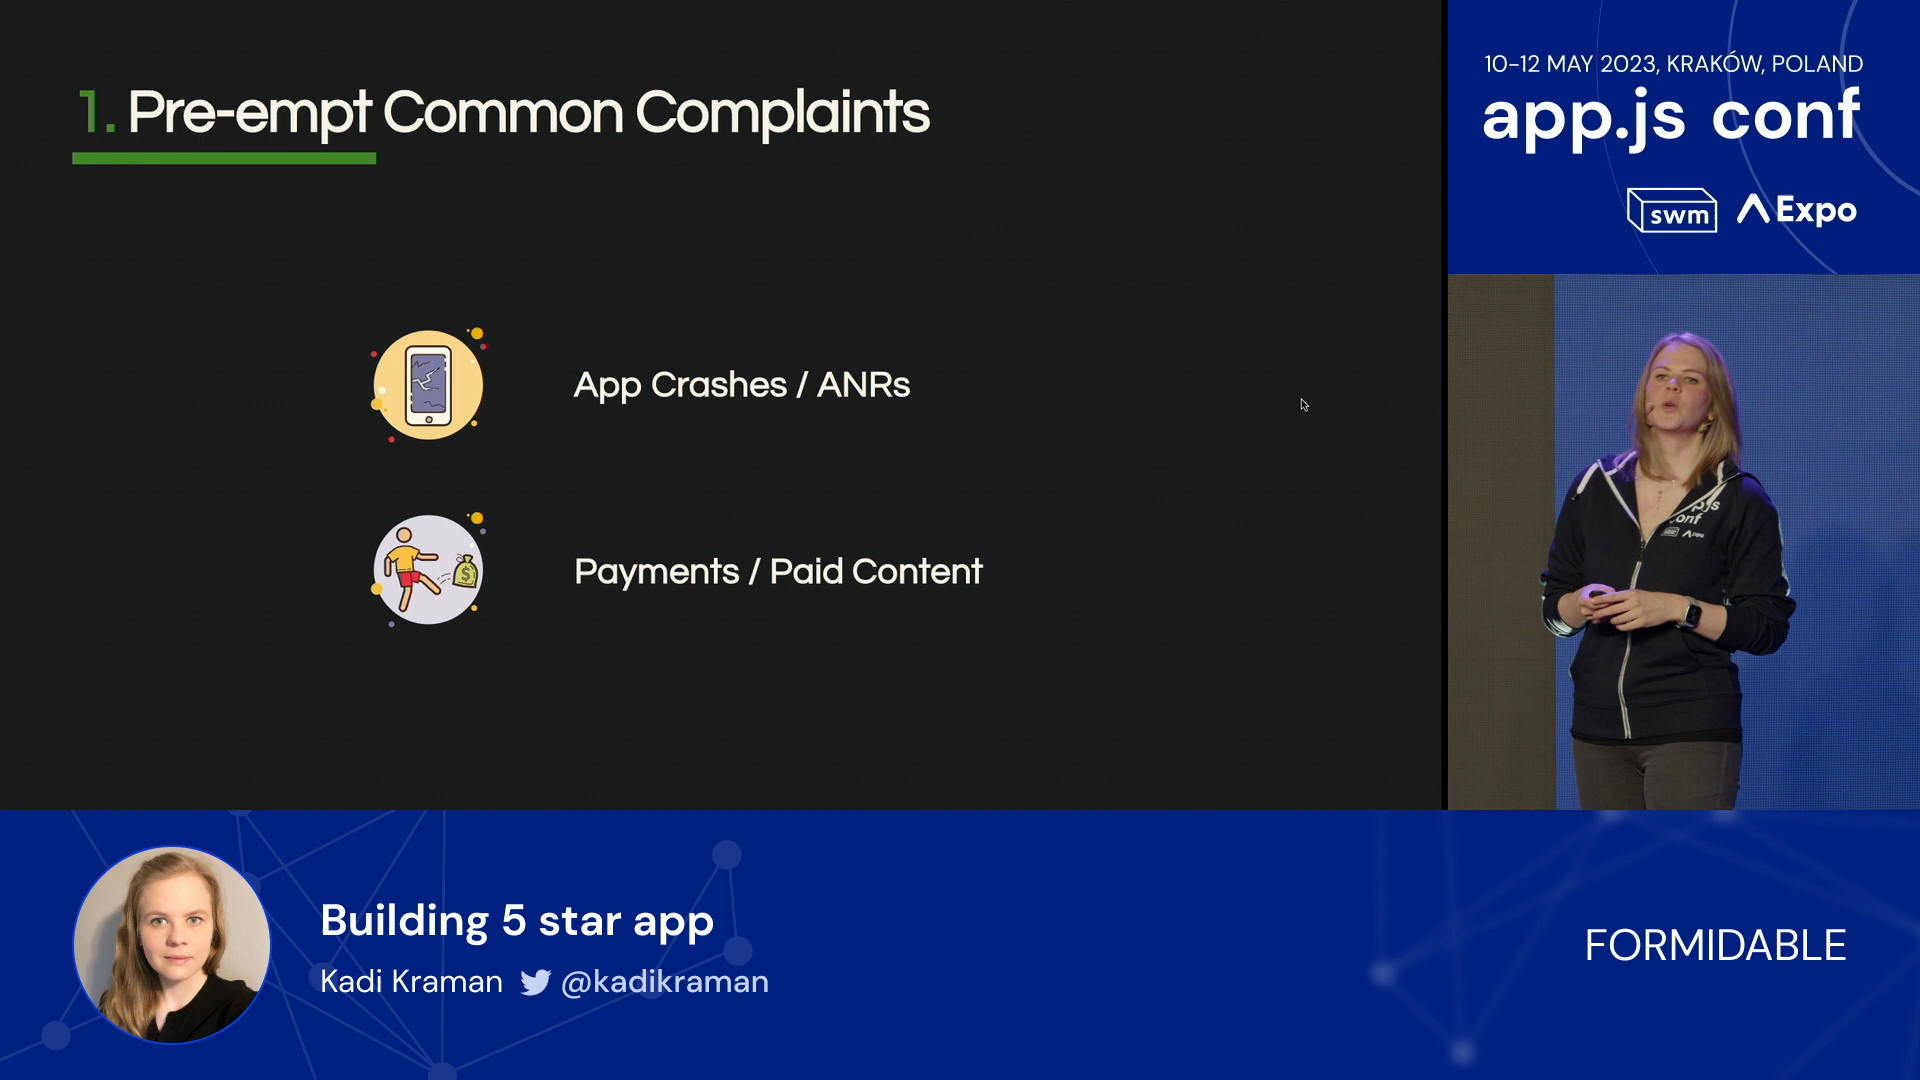 1. Pre-empt Common Complaints
App Crashes / ANRs
$
Payments / Paid Content
10-12 MAY 2023, KRAKÓW, POLAND
app.js conf
swm Expo
conf
Building 5 star app
Kadi Kraman @kadikraman
FORMIDABLE